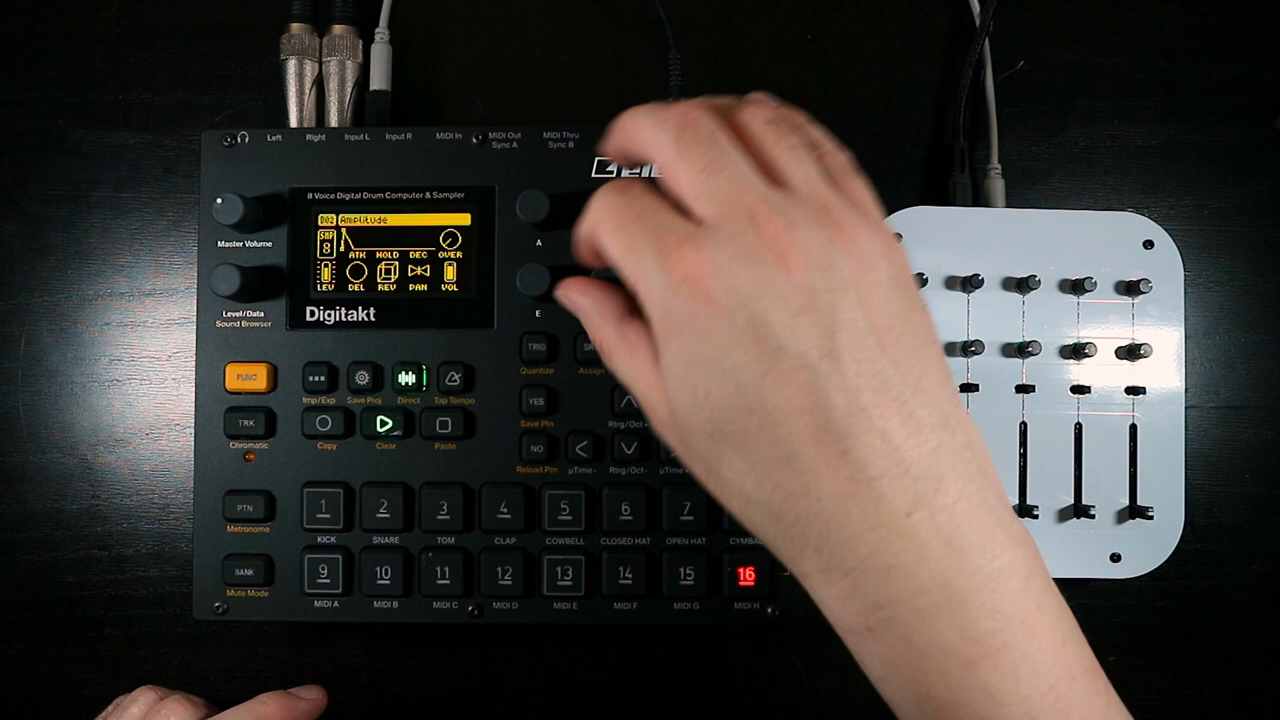 Left Right Input L Input R MIDI In MIDI Out MIDI Thru
Sync A Sync B
8 Voice Digital Drum Computer & Sampler
D02 Amplitude
SMP
8
ATK HOLD DEC OVER
LEV DEL REV PAN VOL
Digitakt
Master Volume
Level/Data
Sound Browser
A
E
FUNC
Imp/Exp Save Proj Direct Tap Tempo
TRK
Chromatic
Copy Clear Paste
TRIG
Quantize Assign
YES
Save Ptn Rtrg/Oct+
NO
Reload Ptn µTime- Rtrg/Oct- µTime+
PTN
Metronome
1 2 3 4 5 6 7
KICK SNARE TOM CLAP COWBELL CLOSED HAT OPEN HAT
BANK
Mute Mode
9 10 11 12 13 14 15 16
MIDI A MIDI B MIDI C MIDI D MIDI E MIDI F MIDI G MIDI H